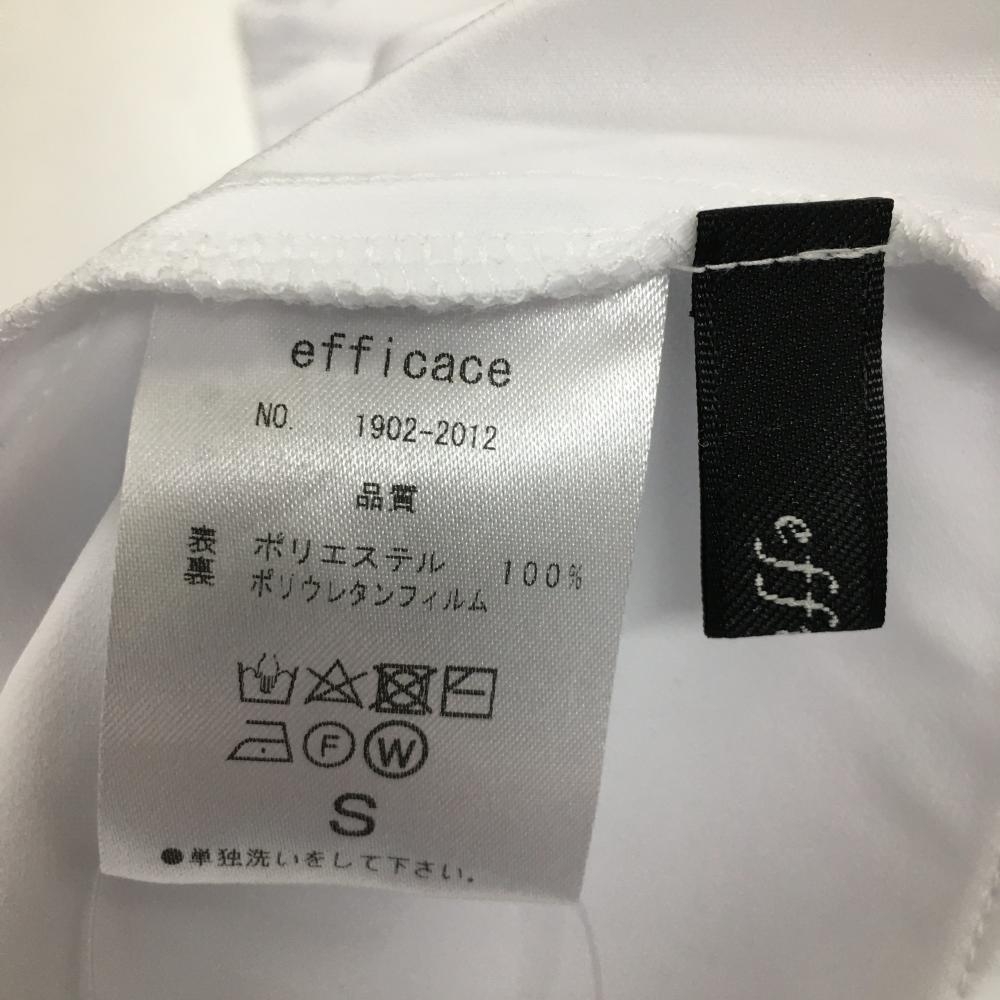 efficace
NO. 1902-2012
品質
表 ポリエステル 100%
裏 ポリウレタンフィルム
F W
S
●単独洗いをして下さい.
eff